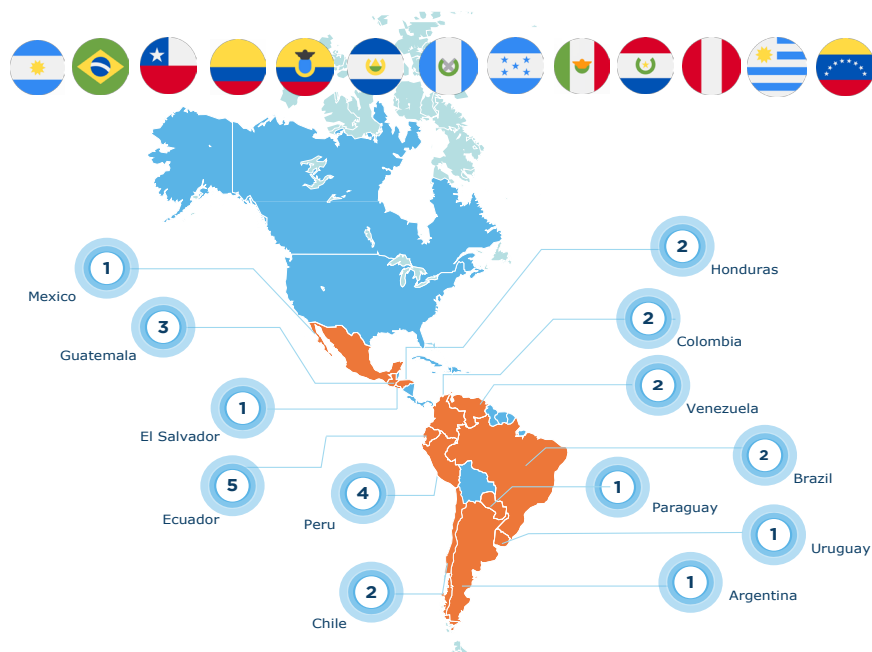 2
Honduras
1
Mexico
3
Guatemala
2
Colombia
2
Venezuela
1
El Salvador
2
Brazil
5
Ecuador
4
Peru
1
Paraguay
1
Uruguay
1
Argentina
2
Chile